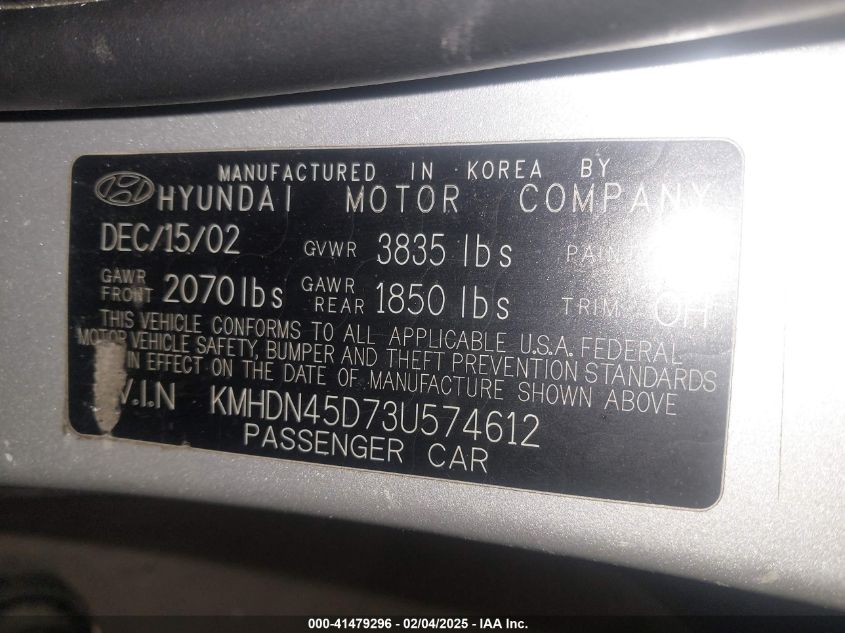 MANUFACTURED IN KOREA BY
HYUNDAI MOTOR COMPANY
DEC/15/02 GVWR 3835 lbs
GAWR FRONT 2070 lbs GAWR REAR 1850 lbs TRIM
THIS VEHICLE CONFORMS TO ALL APPLICABLE U.S.A. FEDERAL
MOTOR VEHICLE SAFETY, BUMPER AND THEFT PREVENTION STANDARDS
IN EFFECT ON THE DATE OF MANUFACTURE SHOWN ABOVE
V.I.N KMHDN45D73U574612
PASSENGER CAR
000-41479296 - 02/04/2025 - IAA Inc.